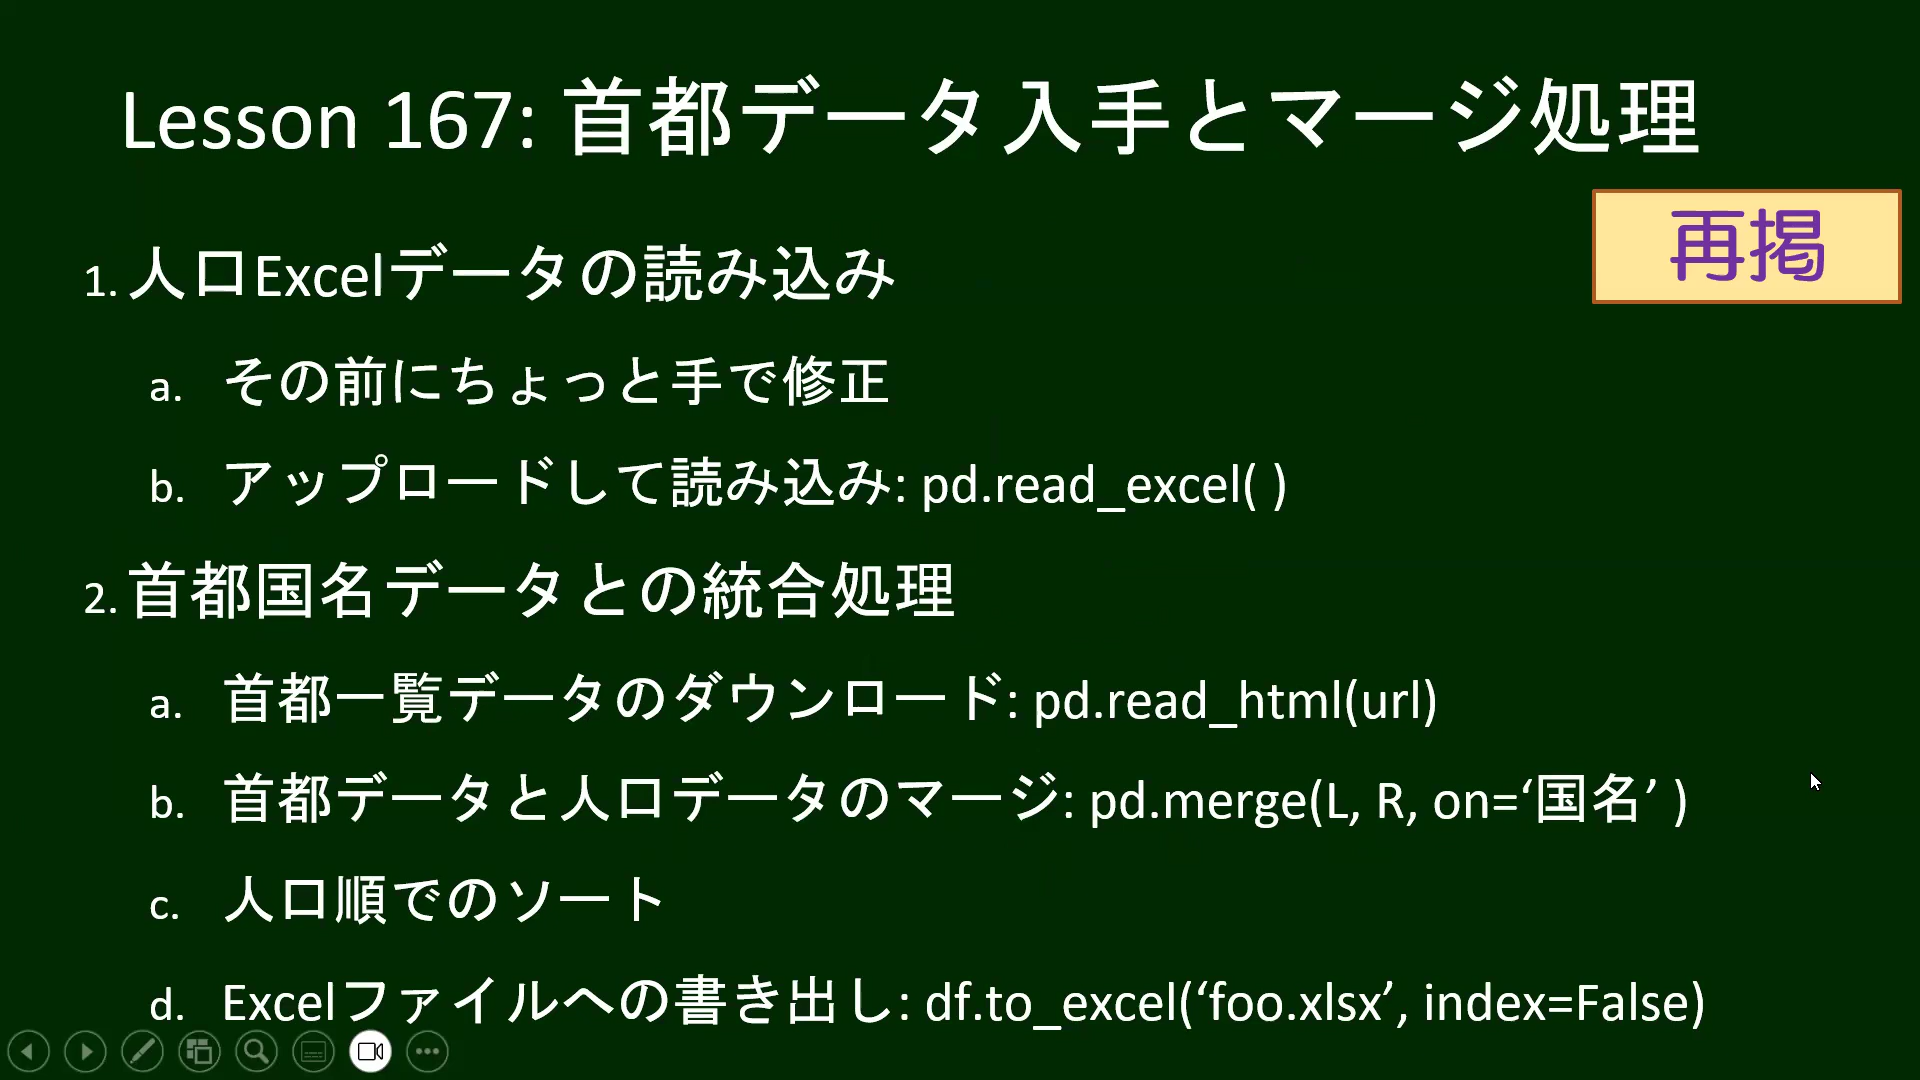 Lesson 167: 首都データ入手とマージ処理
再掲
1. 人口Excelデータの読み込み
a. その前にちょっと手で修正
b. アップロードして読み込み: pd.read_excel( )
2. 首都国名データとの統合処理
a. 首都一覧データのダウンロード: pd.read_html(url)
b. 首都データと人口データのマージ: pd.merge(L, R, on=‘国名’ )
c. 人口順でのソート
d. Excelファイルへの書き出し: df.to_excel(‘foo.xlsx’, index=False)